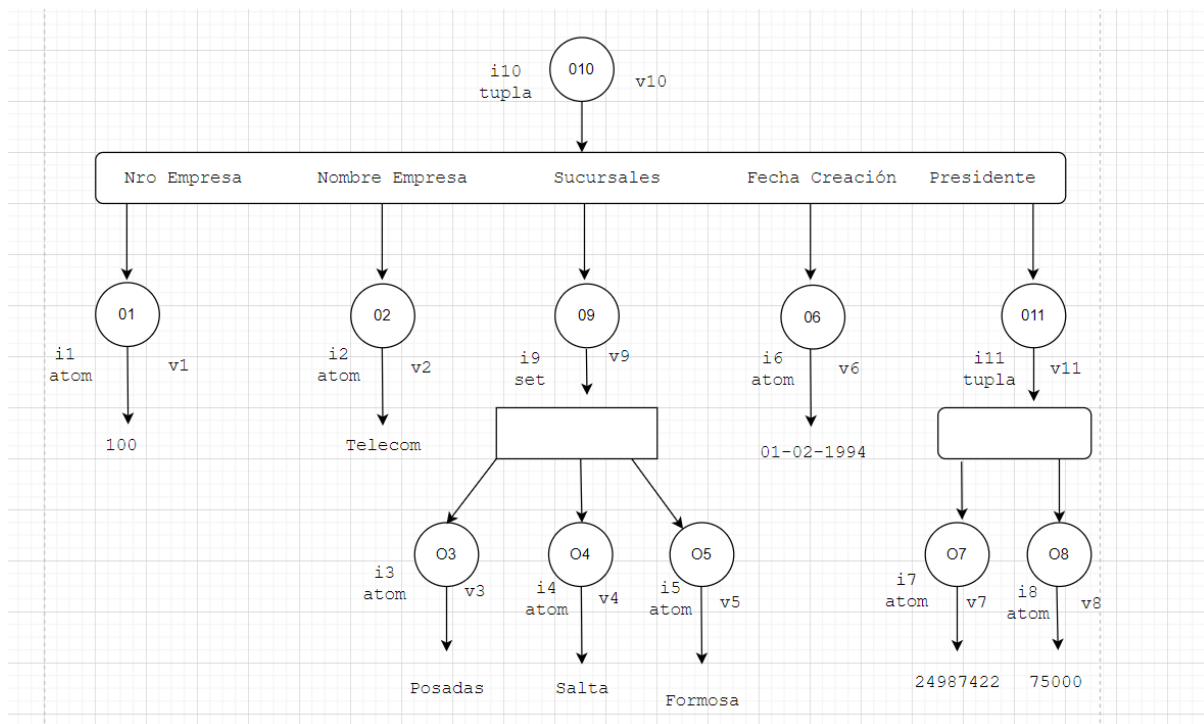 010
i10
tupla
v10
Nro Empresa Nombre Empresa Sucursales Fecha Creación Presidente
01
02
09
06
011
i1
atom
v1
i2
atom
v2
i9
set
v9
i6
atom
v6
i11
tupla
v11
100
Telecom
01-02-1994
O3
O4
O5
O7
O8
i3
atom
v3
i4
atom
v4
i5
atom
v5
i7
atom
v7
i8
atom
v8
Posadas
Salta
Formosa
24987422
75000